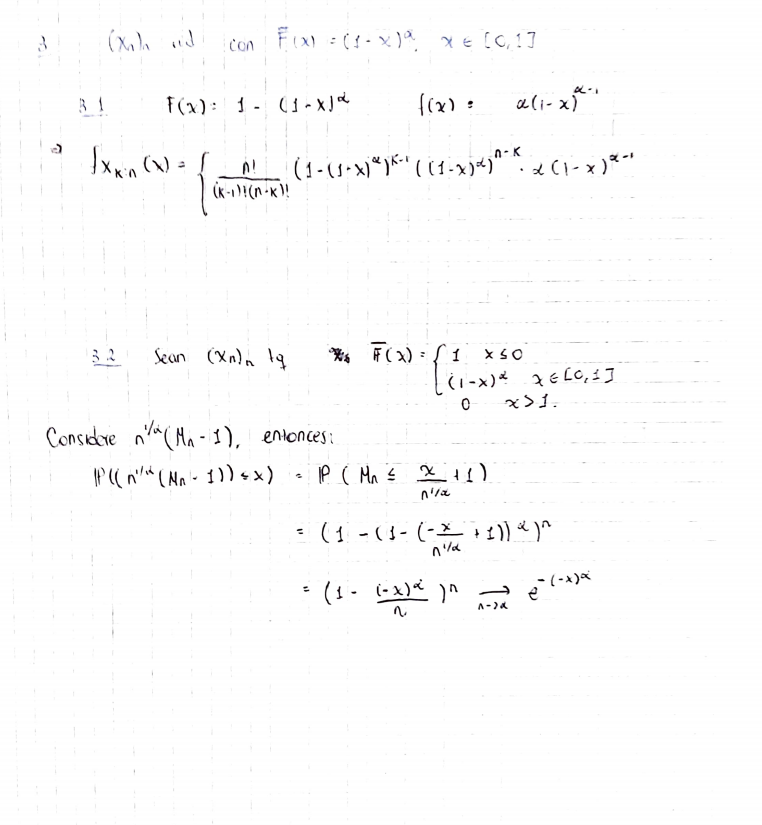 3 (Xn)n iid con F̄(x) = (1-x)^α, x ∈ [0,1]
3.1 F(x) = 1 - (1-x)^α f(x) = α(1-x)^{α-1}
⇒ f_{X_{k:n}}(x) = { n!/((k-1)!(n-k)!) (1-(1-x)^α)^{k-1} ((1-x)^α)^{n-k} · α(1-x)^{α-1}
3.2 Sean (Xn)n tq F̄(x) = { 1 x ≤ 0
(1-x)^α x ∈ [0,1]
0 x > 1.
Considere n^{1/α}(Mn - 1), entonces:
ℙ((n^{1/α}(Mn - 1)) ≤ x) = ℙ(Mn ≤ x/n^{1/α} + 1)
= (1 - (1 - (-x/n^{1/α} + 1))^α)^n
= (1 - (-x)^α/n)^n → n→α e^{-(-x)^α}